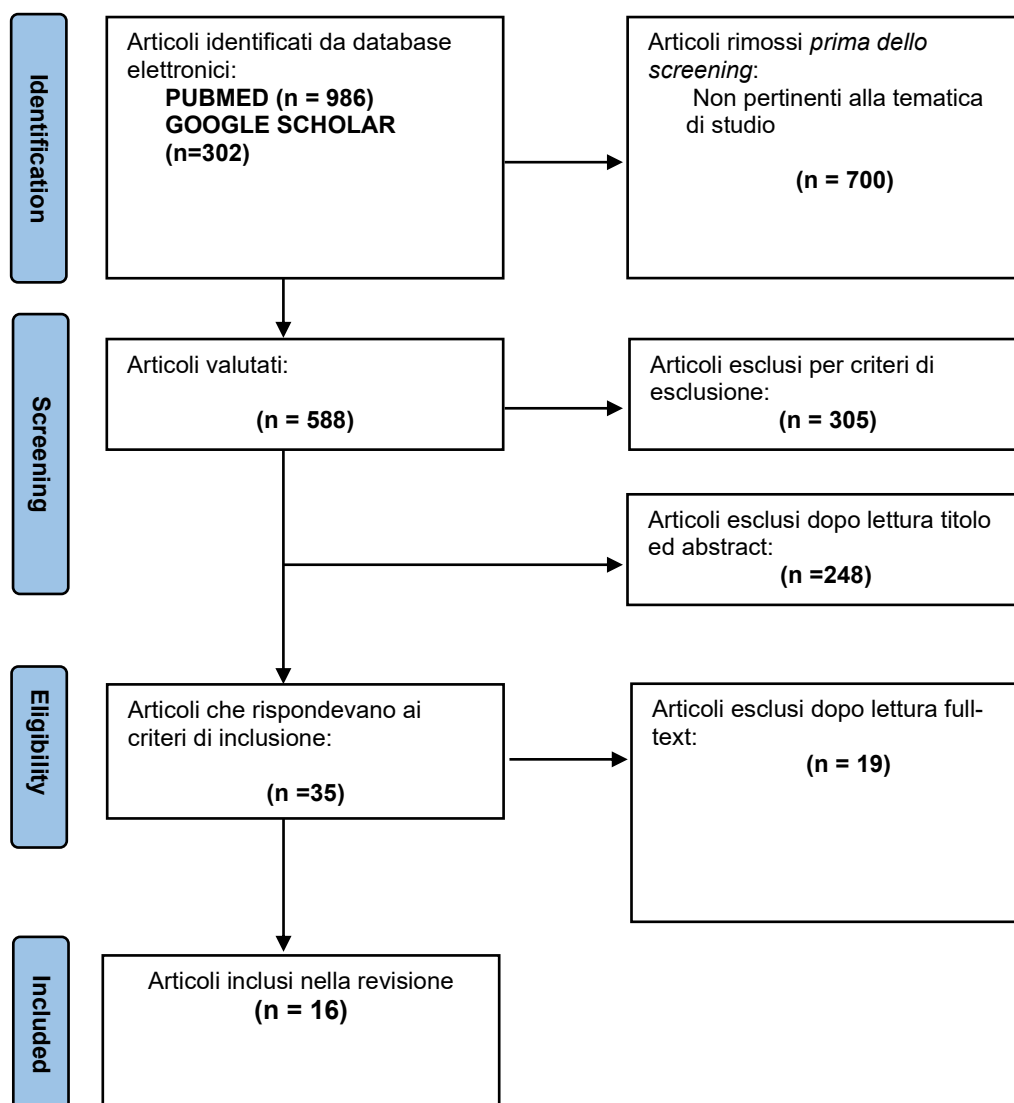 Identification
Articoli identificati da database
elettronici:
PUBMED (n = 986)
GOOGLE SCHOLAR
(n=302)
Articoli rimossi prima dello
screening:
Non pertinenti alla tematica
di studio
(n = 700)
Screening
Articoli valutati:
(n = 588)
Articoli esclusi per criteri di
esclusione:
(n = 305)
Articoli esclusi dopo lettura titolo
ed abstract:
(n =248)
Eligibility
Articoli che rispondevano ai
criteri di inclusione:
(n =35)
Articoli esclusi dopo lettura full-
text:
(n = 19)
Included
Articoli inclusi nella revisione
(n = 16)